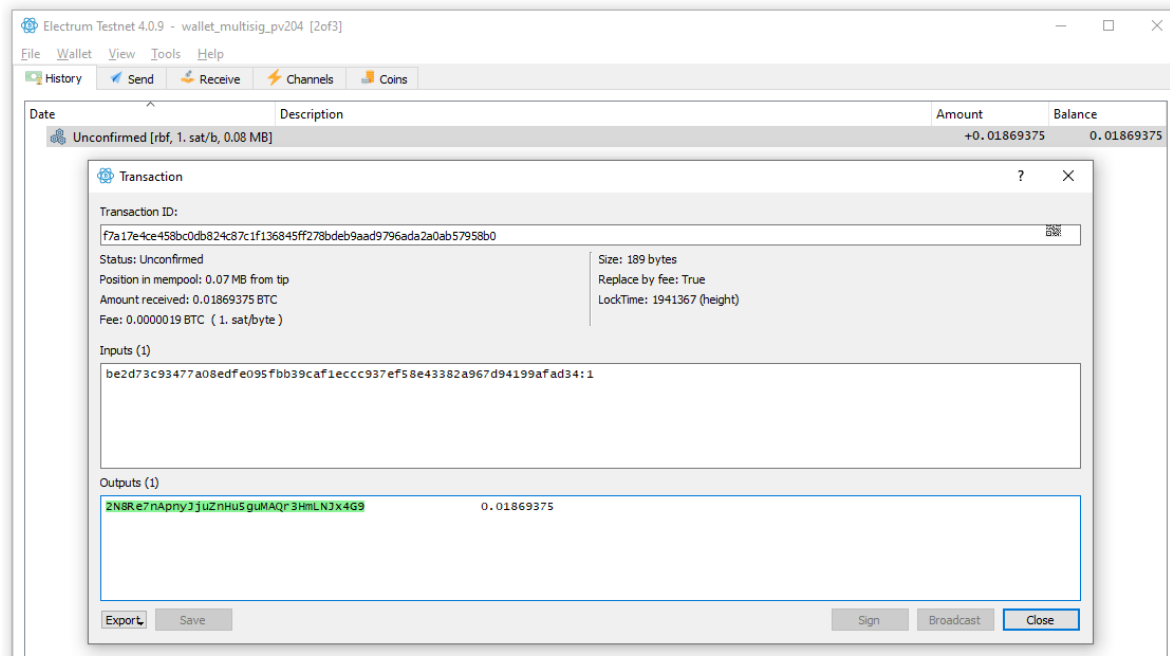 Electrum Testnet 4.0.9 - wallet_multisig_pv204 [2of3]
File Wallet View Tools Help
History Send Receive Channels Coins
Date Description Amount Balance
Unconfirmed [rbf, 1. sat/b, 0.08 MB] +0.01869375 0.01869375
Transaction ?
Transaction ID:
f7a17e4ce458bc0db824c87c1f136845ff278bdeb9aad9796ada2a0ab57958b0
Status: Unconfirmed Size: 189 bytes
Position in mempool: 0.07 MB from tip Replace by fee: True
Amount received: 0.01869375 BTC LockTime: 1941367 (height)
Fee: 0.0000019 BTC ( 1. sat/byte )
Inputs (1)
be2d73c93477a08edfe095fbb39caf1eccc937ef58e43382a967d94199afad34:1
Outputs (1)
2N8Re7nApnyJjuZnHu5guMAQr3HmLNJx4G9 0.01869375
Export Save Sign Broadcast Close